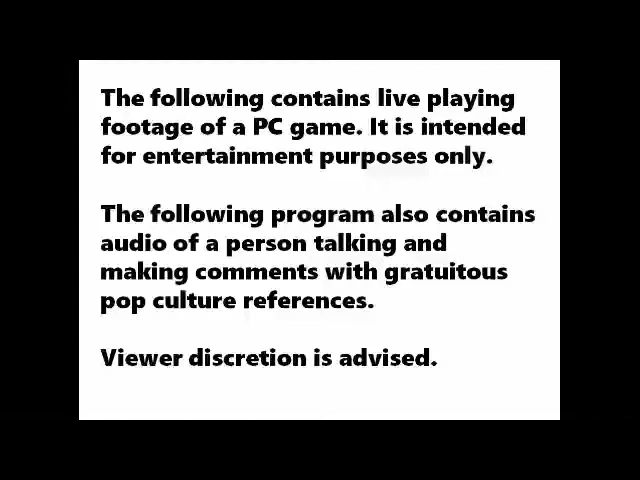 The following contains live playing
footage of a PC game. It is intended
for entertainment purposes only.
The following program also contains
audio of a person talking and
making comments with gratuitous
pop culture references.
Viewer discretion is advised.